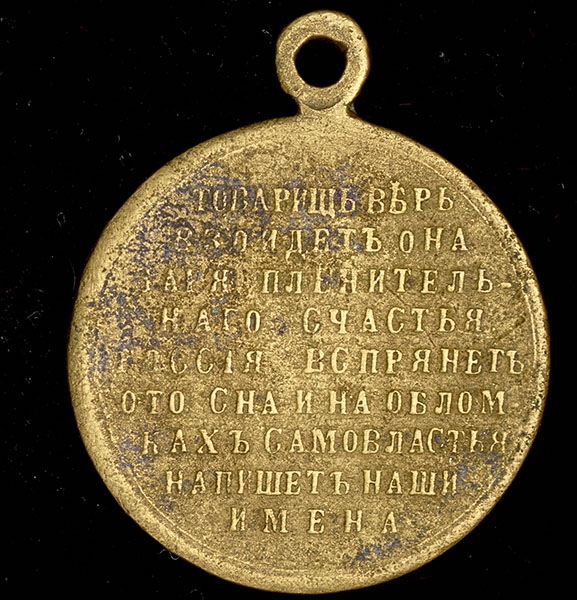 ТОВАРИЩЪ ВѢРЬ
ВЗОЙДЕТЪ ОНА
ЗАРЯ ПЛѢНИТЕЛЬ-
НАГО СЧАСТЬЯ
РОССІЯ ВСПРЯНЕТЪ
ОТО СНА И НА ОБЛОМ
КАХЪ САМОВЛАСТЬЯ
НАПИШЕТЪ НАШИ
ИМЕНА